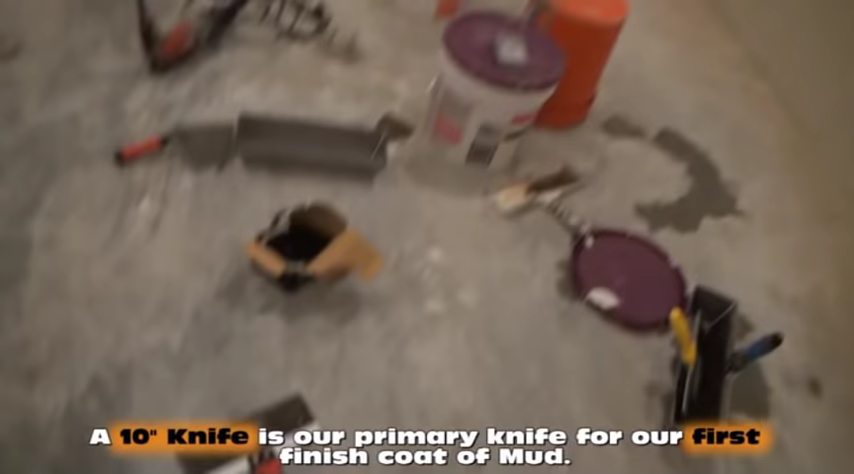 A 10" Knife is our primary knife for our first
finish coat of Mud.